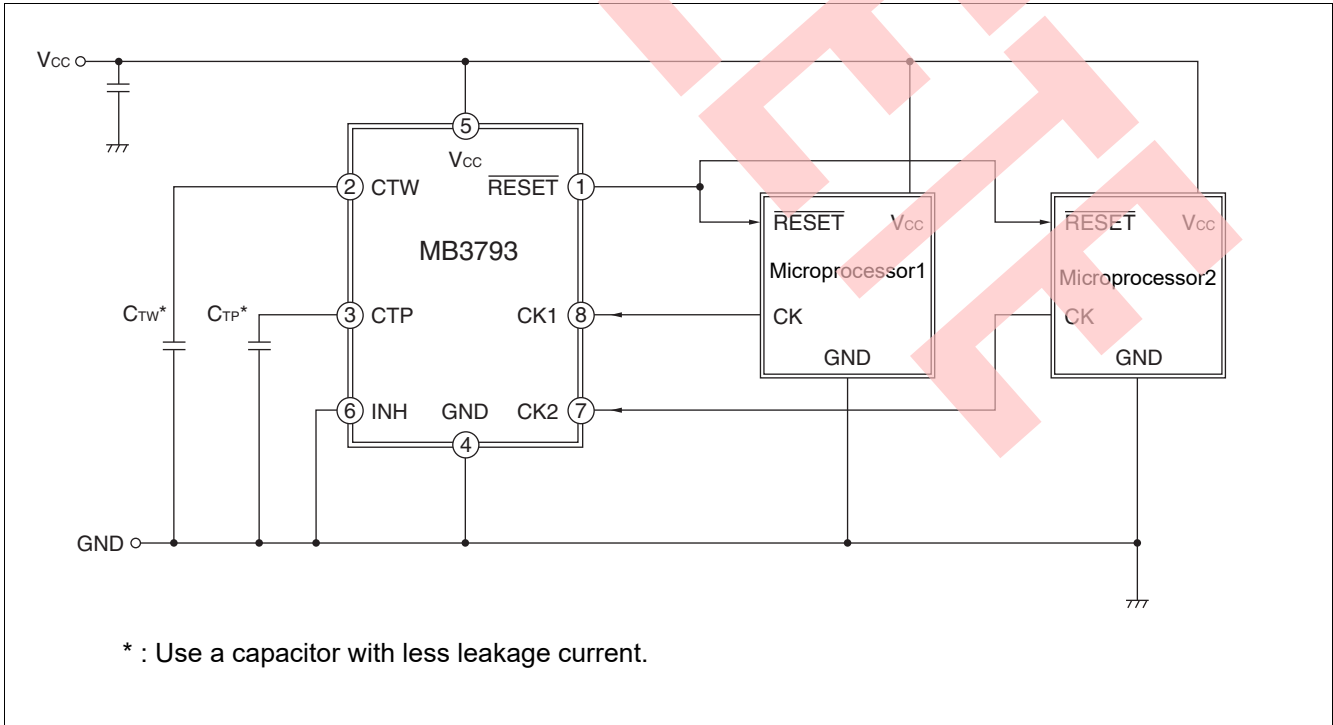 VCC
5
VCC
2 CTW RESET 1
RESET VCC
RESET VCC
MB3793
Microprocessor1
Microprocessor2
CTW* CTP*
3 CTP CK1 8
CK
CK
GND
GND
6 INH GND CK2 7
4
GND
* : Use a capacitor with less leakage current.